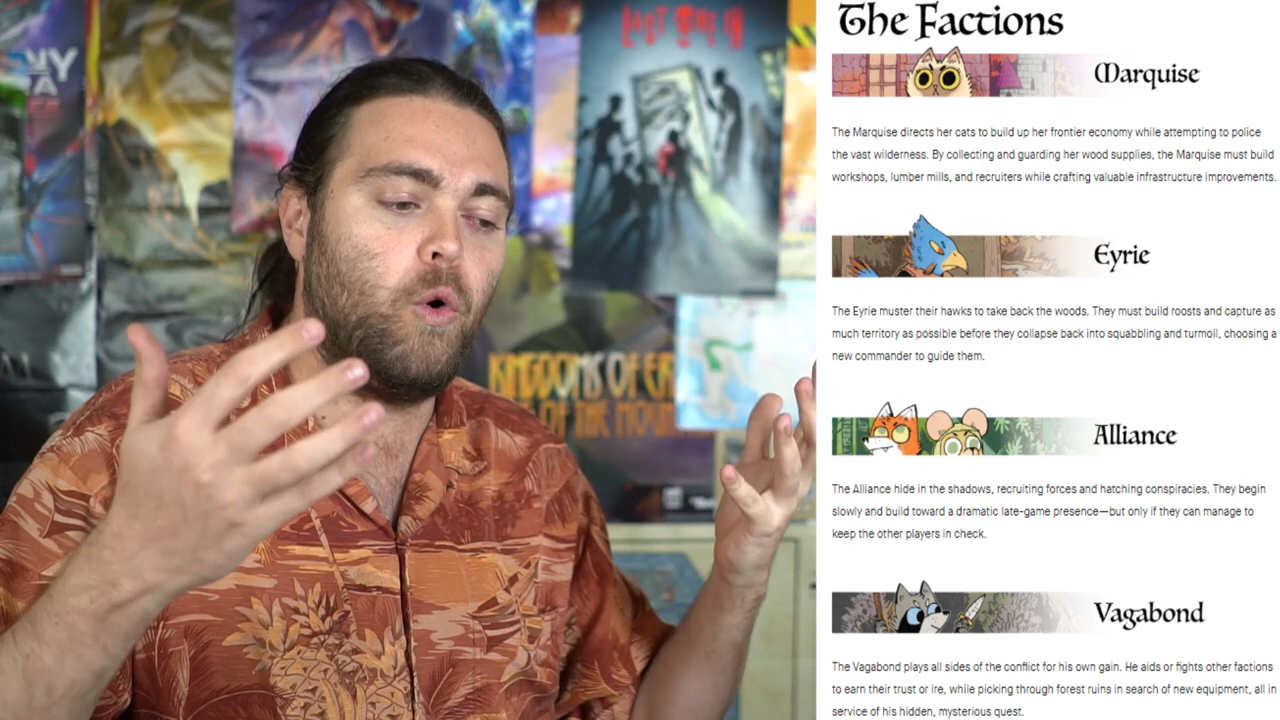 LAST ONE IN
KINGDOMS OF
OF THE
The Factions
Marquise
The Marquise directs her cats to build up her frontier economy while attempting to police
the vast wilderness. By collecting and guarding her wood supplies, the Marquise must build
workshops, lumber mills, and recruiters while crafting valuable infrastructure improvements.
Eyrie
The Eyrie muster their hawks to take back the woods. They must build roosts and capture as
much territory as possible before they collapse back into squabbling and turmoil, choosing a
new commander to guide them.
Alliance
The Alliance hide in the shadows, recruiting forces and hatching conspiracies. They begin
slowly and build toward a dramatic late-game presence—but only if they can manage to
keep the other players in check.
Vagabond
The Vagabond plays all sides of the conflict for his own gain. He aids or fights other factions
to earn their trust or ire, while picking through forest ruins in search of new equipment, all in
service of his hidden, mysterious quest.